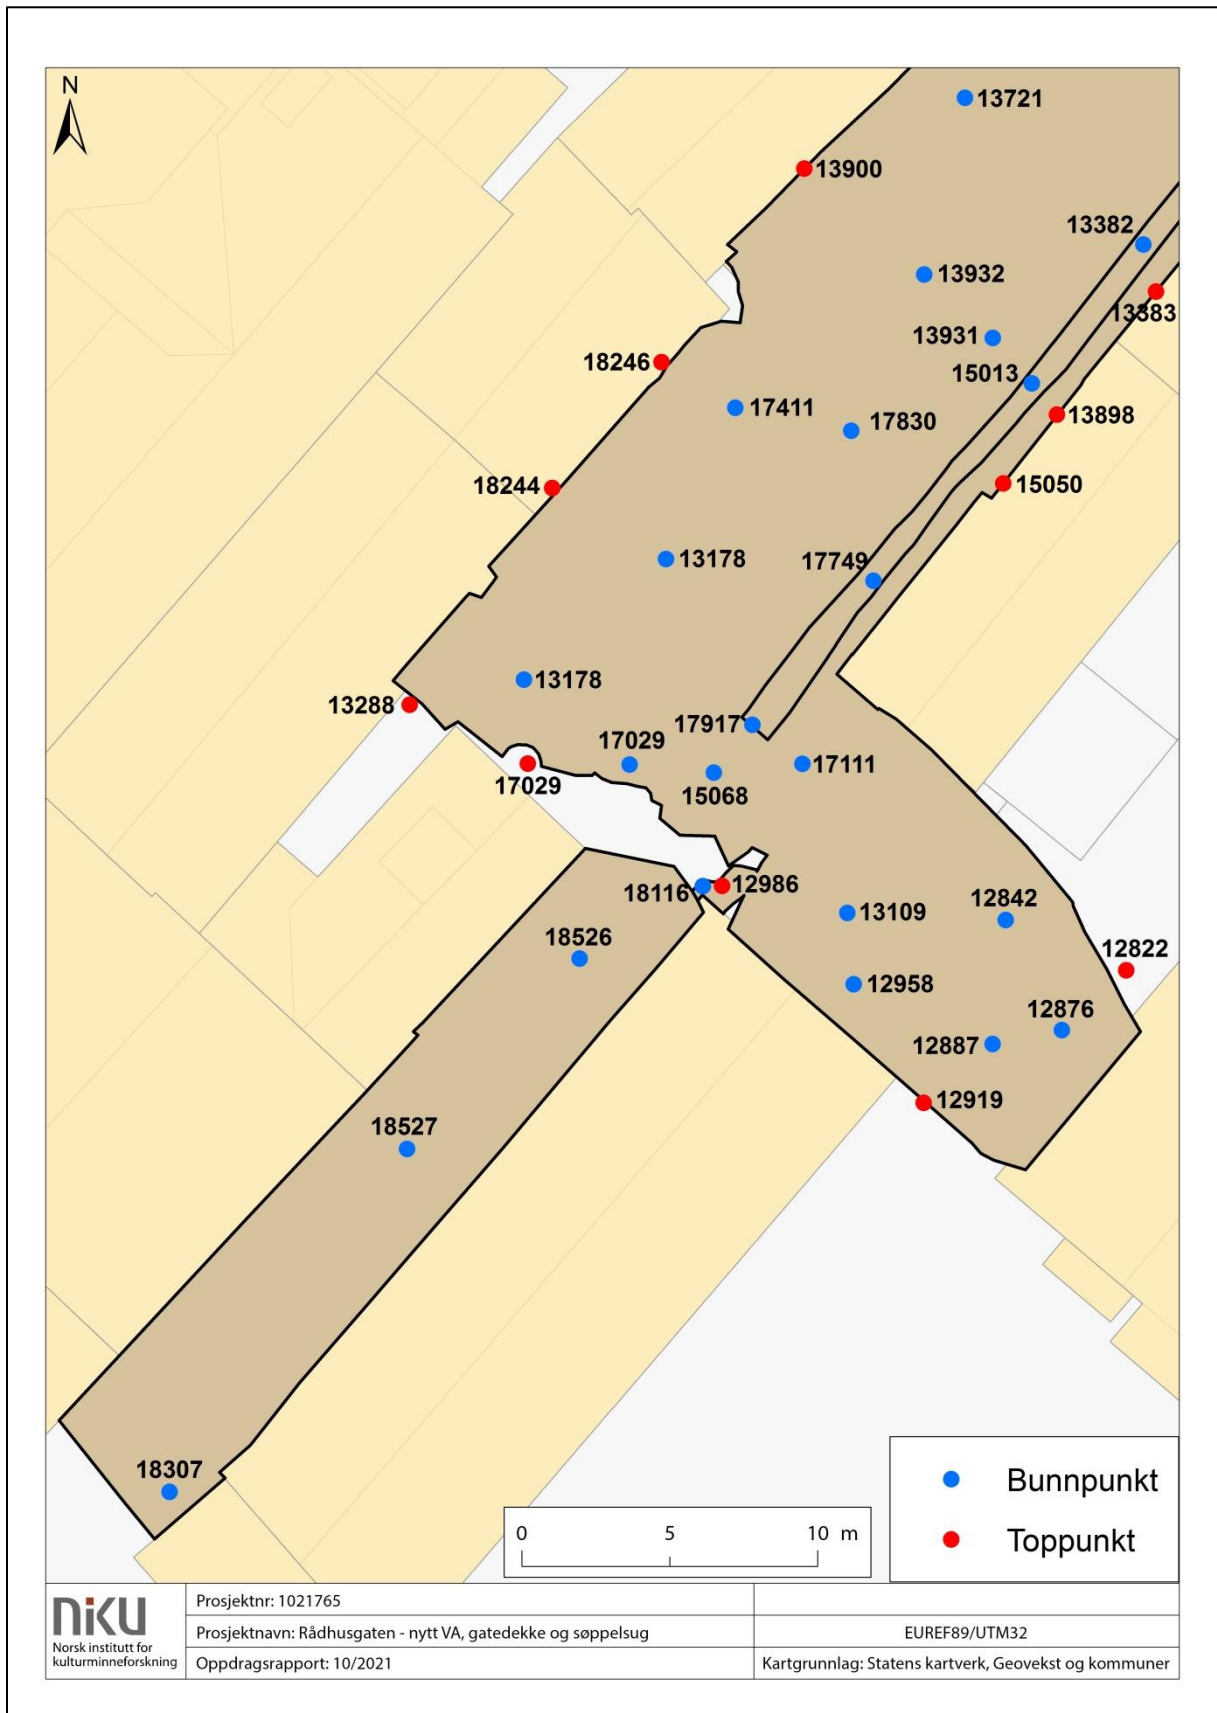 N
13721
13900
13382
13932
13383
13931
18246
15013
17411
13898
17830
18244
15050
13178
17749
13178
13288
17917
17029
17111
17029
15068
18116
12986
13109
12842
18526
12822
12958
12876
12887
12919
18527
18307
Bunnpunkt
0 5 10 m
Toppunkt
niku
Norsk institutt for
kulturminneforskning
Prosjektnr: 1021765
Prosjektnavn: Rådhusgaten - nytt VA, gatedekke og søppelsug
EUREF89/UTM32
Oppdragsrapport: 10/2021
Kartgrunnlag: Statens kartverk, Geovekst og kommuner